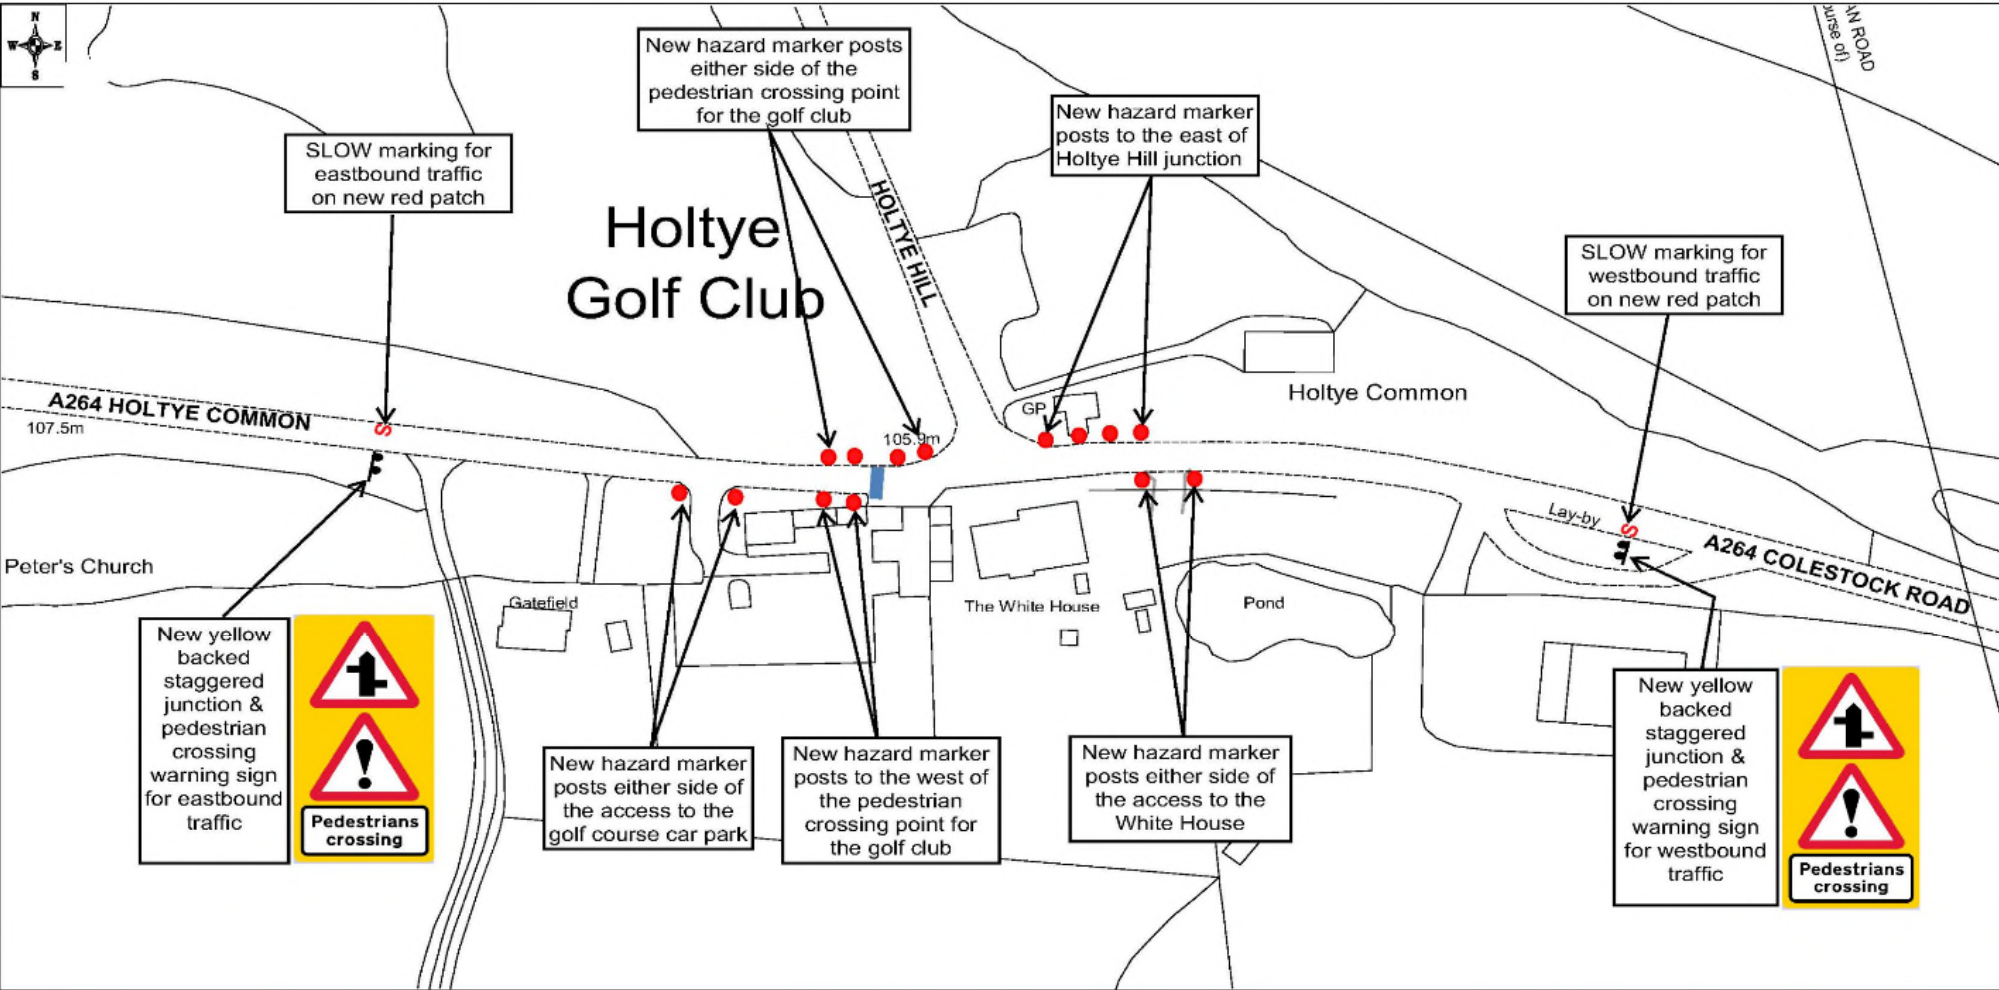 N
W E
S
New hazard marker posts
either side of the
pedestrian crossing point
for the golf club
New hazard marker
posts to the east of
Holtye Hill junction
AN ROAD
urse of)
SLOW marking for
eastbound traffic
on new red patch
HOLTYE HILL
Holtye
Golf Club
SLOW marking for
westbound traffic
on new red patch
Holtye Common
GP
A264 HOLTYE COMMON
107.5m
S
105.9m
Lay-by
S
A264 COLESTOCK ROAD
Peter's Church
Gatefield
The White House
Pond
New yellow
backed
staggered
junction &
pedestrian
crossing
warning sign
for eastbound
traffic
!
Pedestrians
crossing
New hazard marker
posts either side of
the access to the
golf course car park
New hazard marker
posts to the west of
the pedestrian
crossing point for
the golf club
New hazard marker
posts either side of
the access to the
White House
New yellow
backed
staggered
junction &
pedestrian
crossing
warning sign
for westbound
traffic
!
Pedestrians
crossing